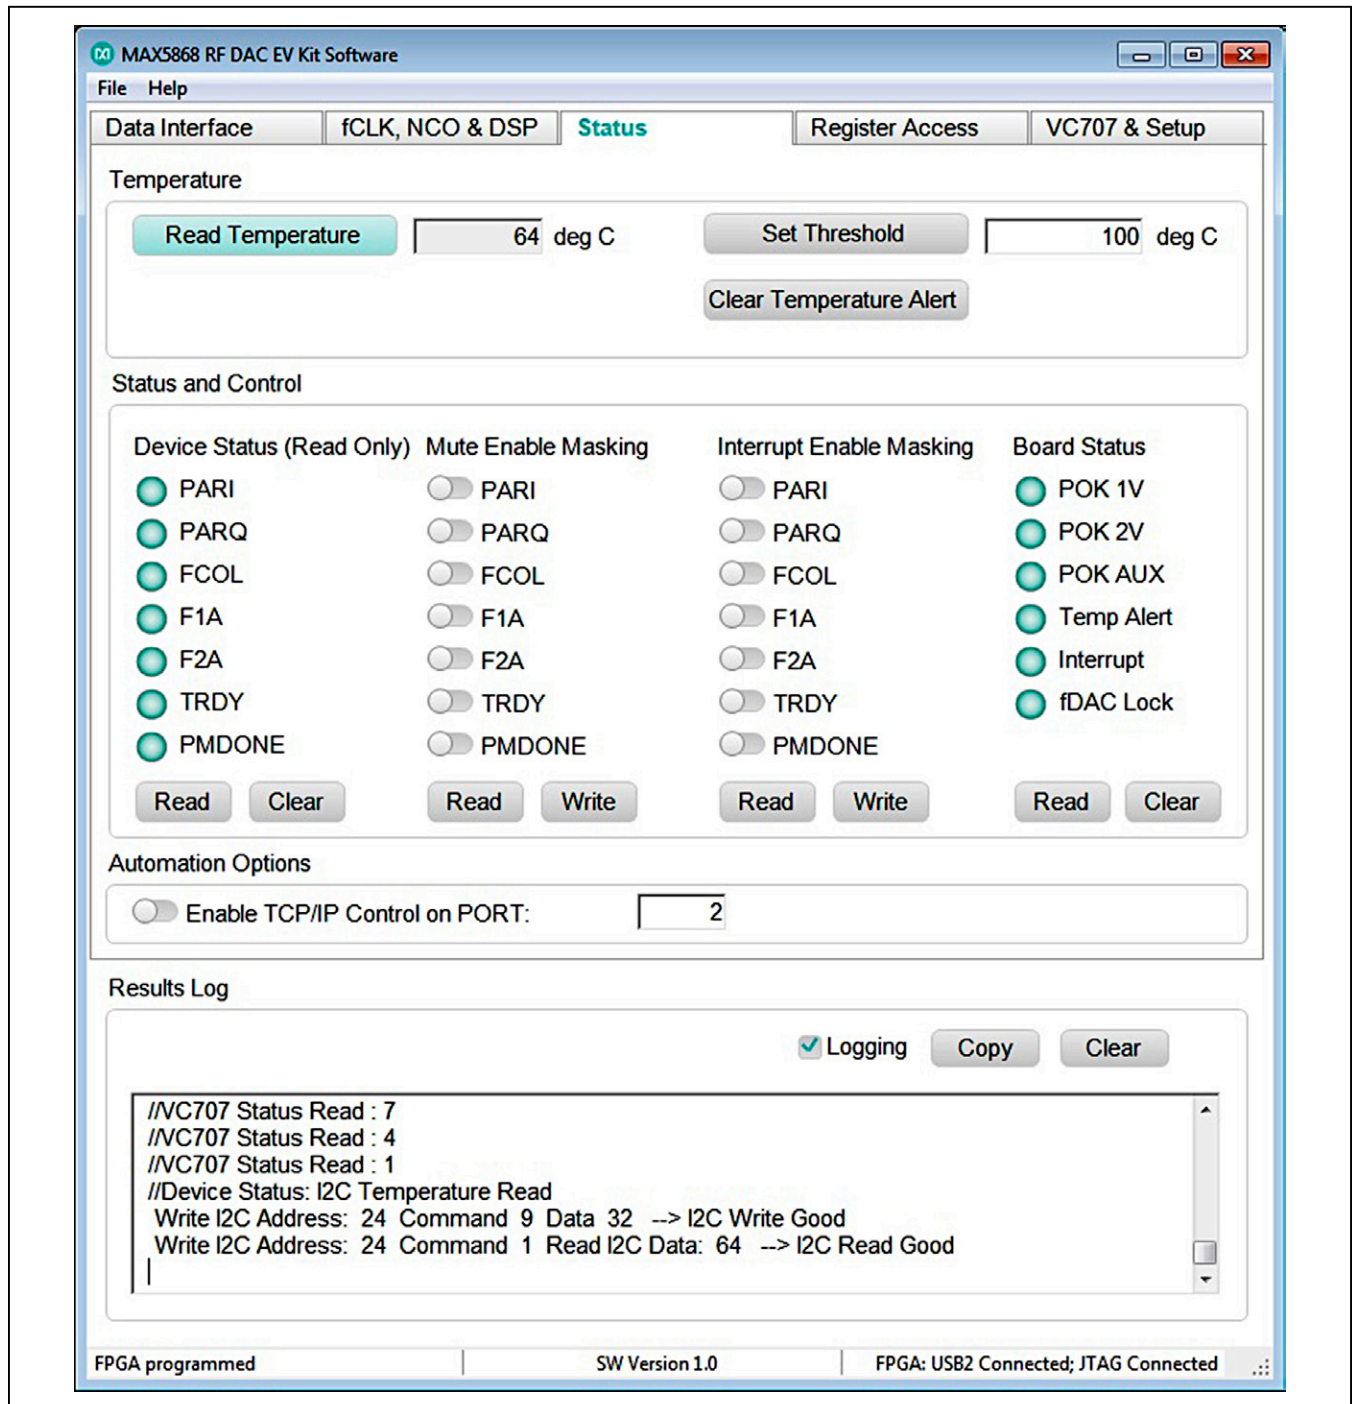 MAX5868 RF DAC EV Kit Software
File Help
Data Interface fCLK, NCO & DSP Status Register Access VC707 & Setup
Temperature
Read Temperature 64 deg C Set Threshold 100 deg C
Clear Temperature Alert
Status and Control
Device Status (Read Only) Mute Enable Masking Interrupt Enable Masking Board Status
PARI PARI PARI POK 1V
PARQ PARQ PARQ POK 2V
FCOL FCOL FCOL POK AUX
F1A F1A F1A Temp Alert
F2A F2A F2A Interrupt
TRDY TRDY TRDY fDAC Lock
PMDONE PMDONE PMDONE
Read Clear Read Write Read Write Read Clear
Automation Options
Enable TCP/IP Control on PORT: 2
Results Log
Logging Copy Clear
//VC707 Status Read : 7
//VC707 Status Read : 4
//VC707 Status Read : 1
//Device Status: I2C Temperature Read
Write I2C Address: 24 Command 9 Data 32 --> I2C Write Good
Write I2C Address: 24 Command 1 Read I2C Data: 64 --> I2C Read Good
FPGA programmed SW Version 1.0 FPGA: USB2 Connected; JTAG Connected